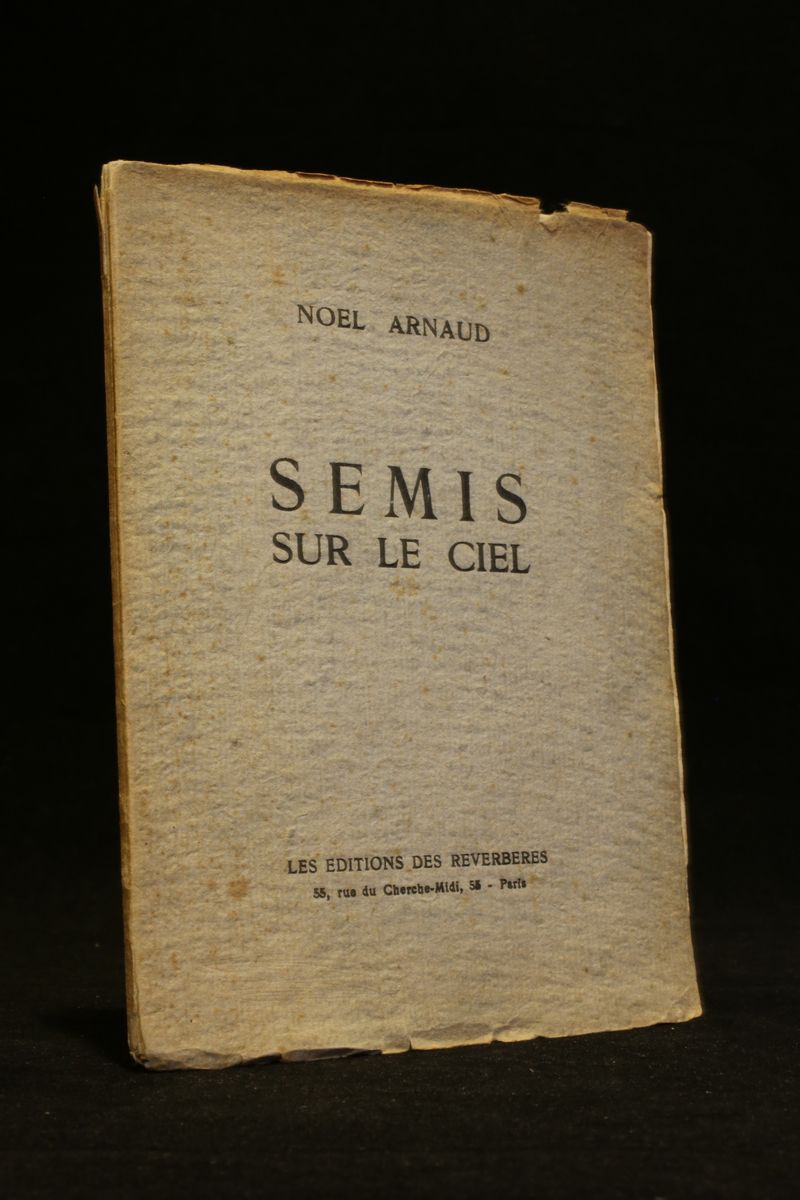 NOEL ARNAUD
SEMIS
SUR LE CIEL
LES EDITIONS DES REVERBERES
55, rue du Cherche-Midi, 55 - Paris